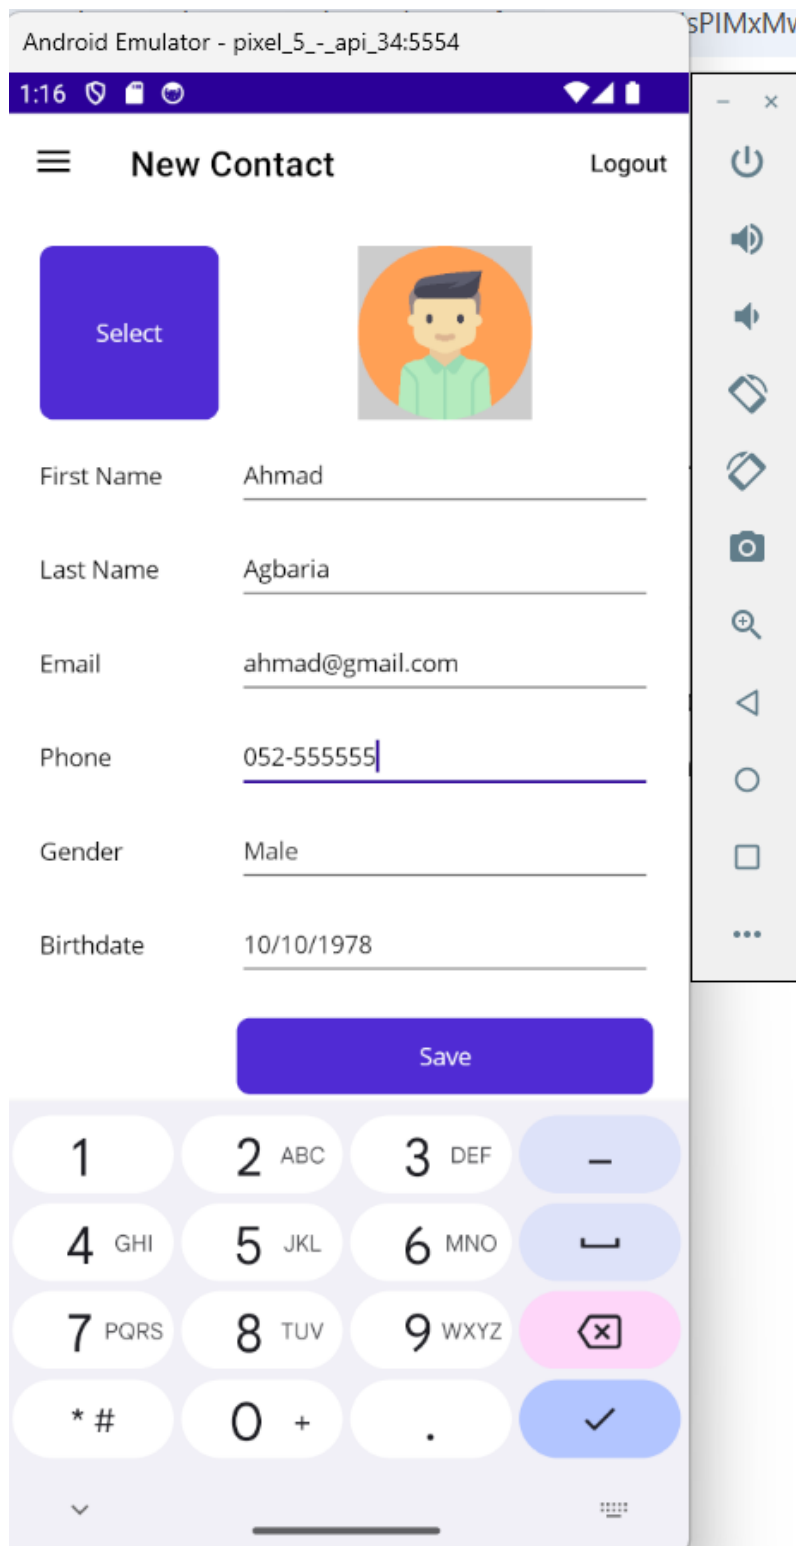 sPIMxMw
Android Emulator - pixel_5_-_api_34:5554
1:16
New Contact
Logout
Select
First Name
Ahmad
Last Name
Agbaria
Email
ahmad@gmail.com
Phone
052-555555
Gender
Male
Birthdate
10/10/1978
Save
1
2 ABC
3 DEF
–
4 GHI
5 JKL
6 MNO
7 PQRS
8 TUV
9 WXYZ
* #
0 +
.